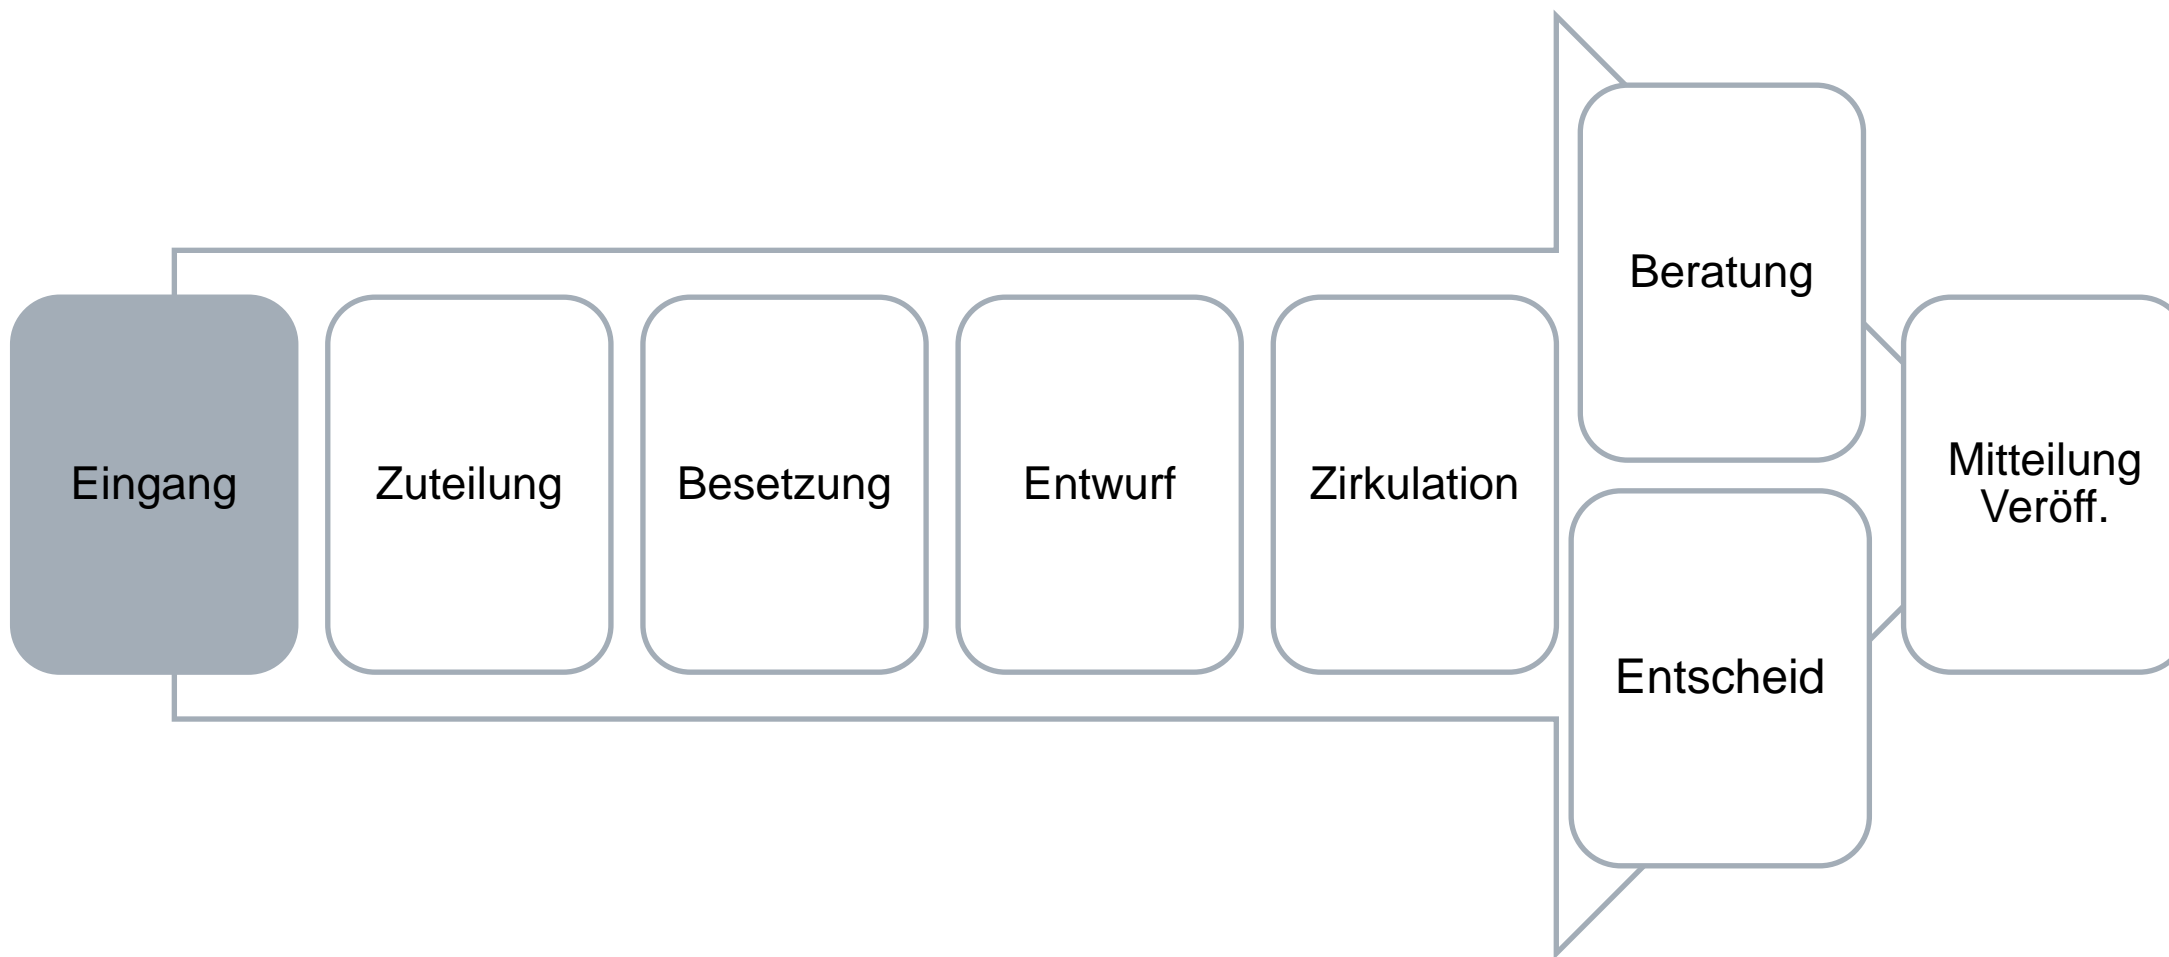 Eingang
Zuteilung
Besetzung
Entwurf
Zirkulation
Beratung
Entscheid
Mitteilung
Veröff.